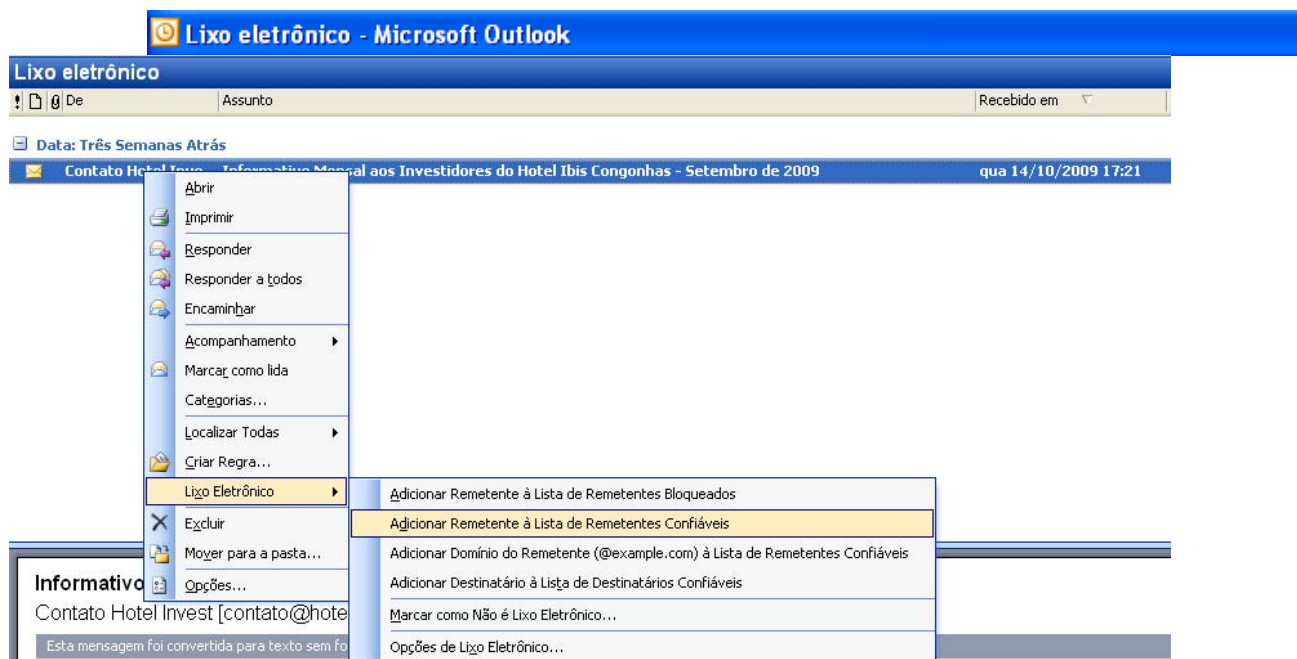 Lixo eletrônico - Microsoft Outlook
Lixo eletrônico
De Assunto Recebido em
Data: Três Semanas Atrás
Contato Hotel Inve... Informativo Mensal aos Investidores do Hotel Ibis Congonhas - Setembro de 2009 qua 14/10/2009 17:21
Abrir
Imprimir
Responder
Responder a todos
Encaminhar
Acompanhamento
Marcar como lida
Categorias...
Localizar Todas
Criar Regra...
Lixo Eletrônico
Excluir
Mover para a pasta...
Opções...
Adicionar Remetente à Lista de Remetentes Bloqueados
Adicionar Remetente à Lista de Remetentes Confiáveis
Adicionar Domínio do Remetente (@example.com) à Lista de Remetentes Confiáveis
Adicionar Destinatário à Lista de Destinatários Confiáveis
Marcar como Não é Lixo Eletrônico...
Opções de Lixo Eletrônico...
Informativo
Contato Hotel Invest [contato@hote
Esta mensagem foi convertida para texto sem fo